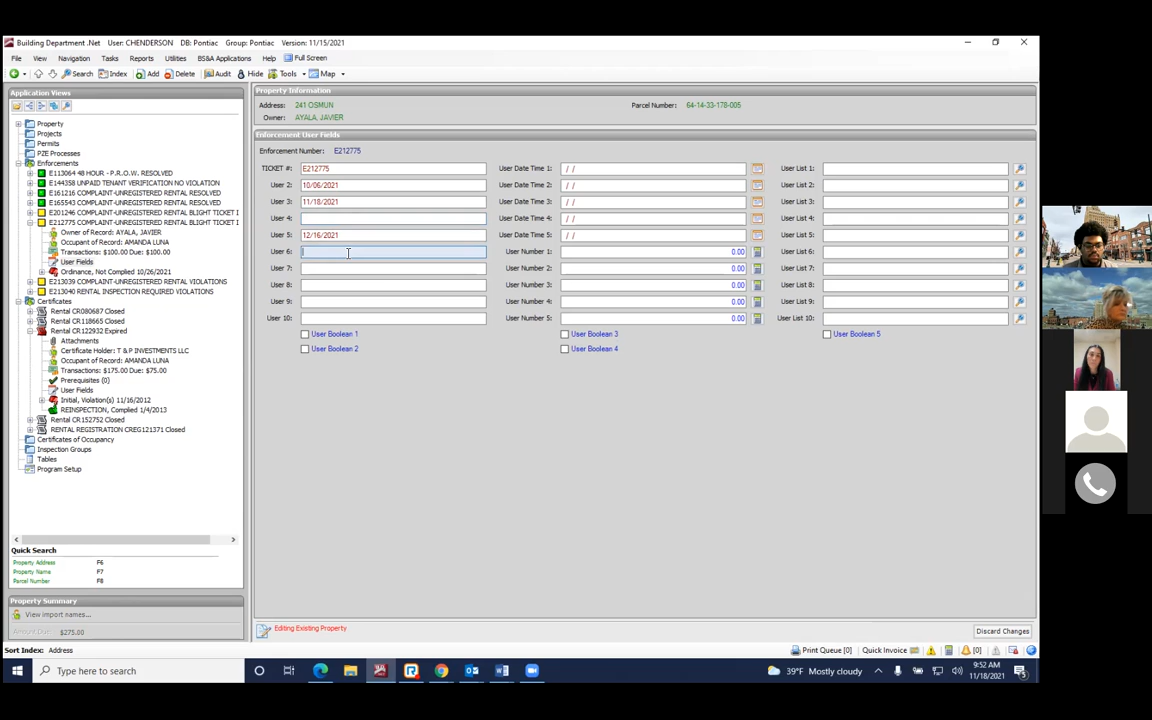 Building Department .Net User: CHENDERSON DB: Pontiac Group: Pontiac Version: 11/15/2021
File View Navigation Tasks Reports Utilities BS&A Applications Help Full Screen
Search Index Add Delete Audit Hide Tools Map
Application Views
Property
Projects
Permits
PZE Processes
Enforcements
E113064 48 HOUR - P.R.O.W. RESOLVED
E144358 UNPAID TENANT VERIFICATION NO VIOLATION
E161216 COMPLAINT-UNREGISTERED RENTAL RESOLVED
E165543 COMPLAINT-UNREGISTERED RENTAL RESOLVED
E201246 COMPLAINT-UNREGISTERED RENTAL BLIGHT TICKET I
E212775 COMPLAINT-UNREGISTERED RENTAL BLIGHT TICKET I
Owner of Record: AYALA, JAVIER
Occupant of Record: AMANDA LUNA
Transactions: $100.00 Due: $100.00
User Fields
Ordinance, Not Complied 10/26/2021
E213039 COMPLAINT-UNREGISTERED RENTAL VIOLATIONS
E213040 RENTAL INSPECTION REQUIRED VIOLATIONS
Certificates
Rental CR080687 Closed
Rental CR118665 Closed
Rental CR122932 Expired
Attachments
Certificate Holder: T & P INVESTMENTS LLC
Occupant of Record: AMANDA LUNA
Transactions: $175.00 Due: $75.00
Prerequisites (0)
User Fields
Initial, Violation(s) 11/16/2012
REINSPECTION, Complied 1/4/2013
Rental CR152752 Closed
RENTAL REGISTRATION CREG121371 Closed
Certificates of Occupancy
Inspection Groups
Tables
Program Setup
Quick Search
Property Address F6
Property Name F7
Parcel Number F8
Property Summary
View import names...
Amount Due: $275.00
Property Information
Address: 241 OSMUN Parcel Number: 64-14-33-178-005
Owner: AYALA, JAVIER
Enforcement User Fields
Enforcement Number: E212775
TICKET #: E212775 User Date Time 1: / / User List 1:
User 2: 10/06/2021 User Date Time 2: / / User List 2:
User 3: 11/18/2021 User Date Time 3: / / User List 3:
User 4: User Date Time 4: / / User List 4:
User 5: 12/16/2021 User Date Time 5: / / User List 5:
User 6: User Number 1: 0.00 User List 6:
User 7: User Number 2: 0.00 User List 7:
User 8: User Number 3: 0.00 User List 8:
User 9: User Number 4: 0.00 User List 9:
User 10: User Number 5: 0.00 User List 10:
User Boolean 1 User Boolean 3 User Boolean 5
User Boolean 2 User Boolean 4
Editing Existing Property Discard Changes
Sort Index: Address Print Queue [0] Quick Invoice [0]
Type here to search 39°F Mostly cloudy 9:52 AM
11/18/2021